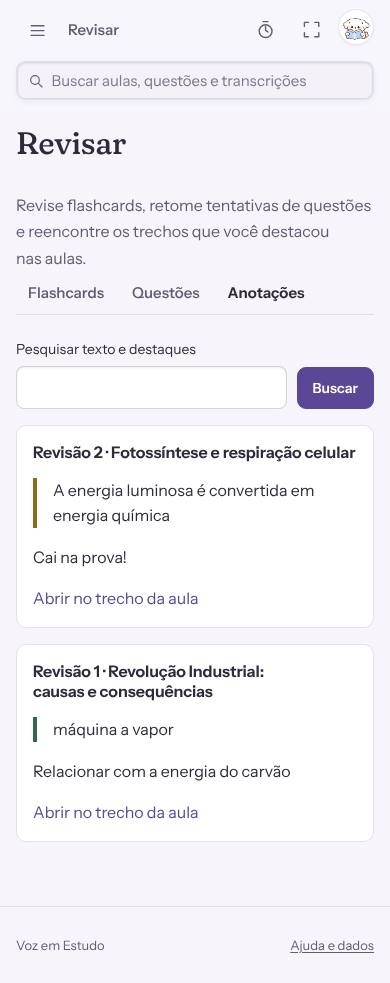 Revisar
Buscar aulas, questões e transcrições
Revisar
Revise flashcards, retome tentativas de questões
e reencontre os trechos que você destacou
nas aulas.
Flashcards Questões Anotações
Pesquisar texto e destaques
Buscar
Revisão 2 · Fotossíntese e respiração celular
A energia luminosa é convertida em
energia química
Cai na prova!
Abrir no trecho da aula
Revisão 1 · Revolução Industrial:
causas e consequências
máquina a vapor
Relacionar com a energia do carvão
Abrir no trecho da aula
Voz em Estudo Ajuda e dados